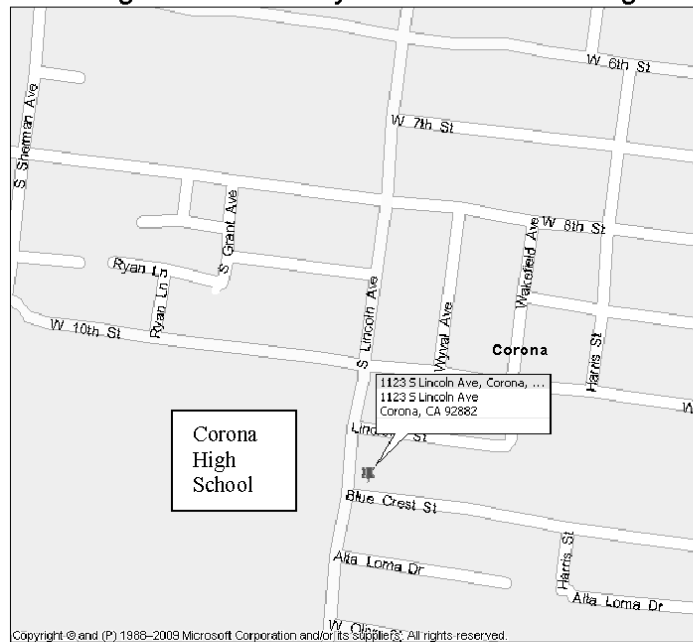 W 6th St
W 7th St
S Sherman Ave
W 8th St
S Grant Ave
Wakefield Ave
Ryan Ln
Ryan Ln
S Lincoln Ave
Wyval Ave
W 10th St
Corona
Harris St
W
1123 S Lincoln Ave, Corona, ...
1123 S Lincoln Ave
Corona, CA 92882
St
Corona
High
School
Blue Crest St
Alta Loma Dr
Harris St
Alta Loma Dr
Copyright © and (P) 1988–2009 Microsoft Corporation and/or its suppliers. All rights reserved.